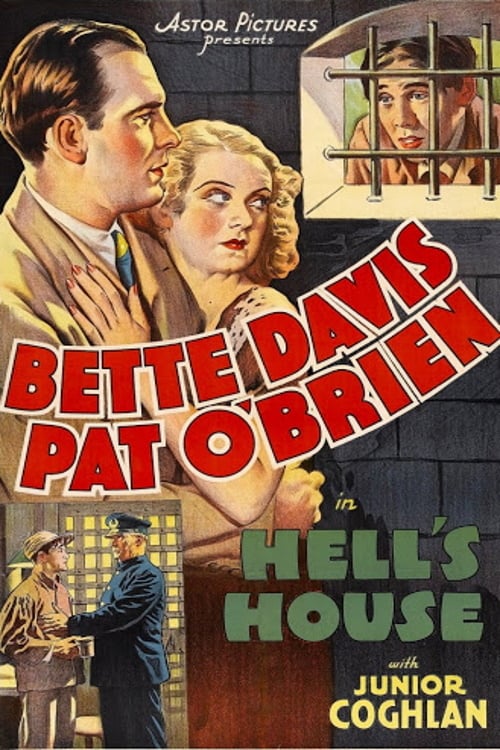 ASTOR PICTURES
presents
BETTE DAVIS
PAT O'BRIEN
in
HELL'S
HOUSE
with
JUNIOR
COGHLAN